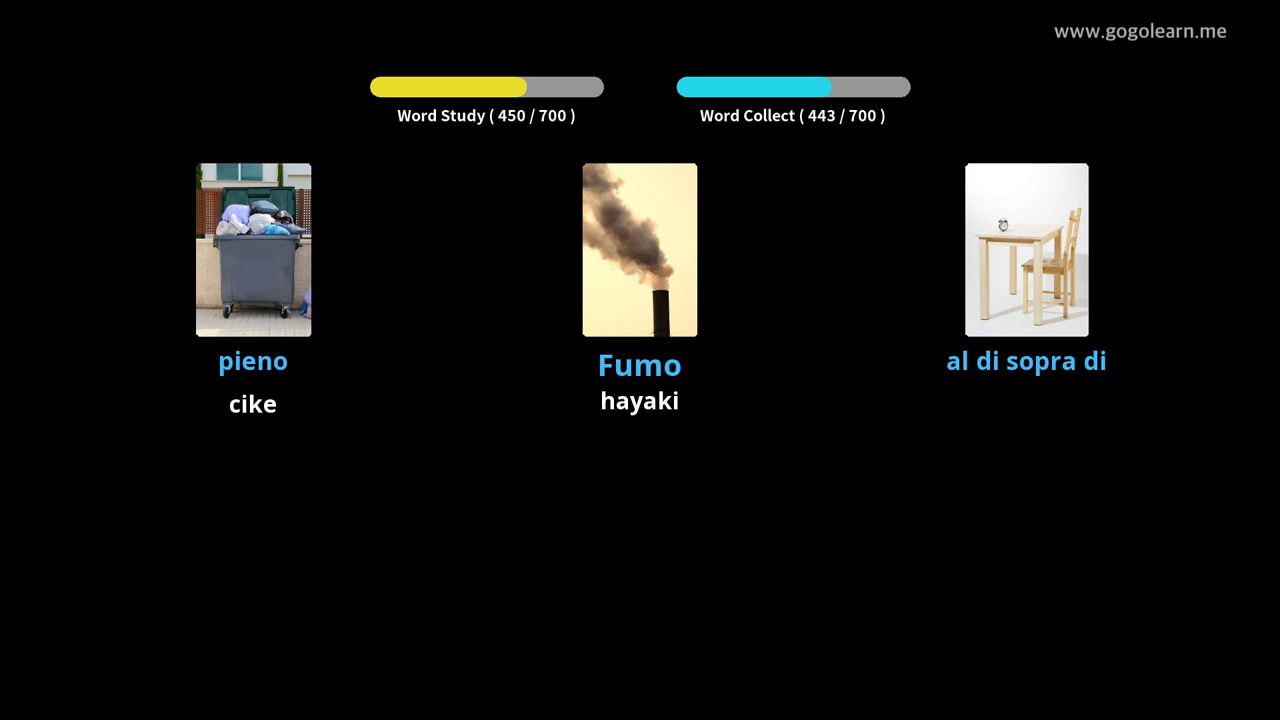 www.gogolearn.me
Word Study ( 450 / 700 )
Word Collect ( 443 / 700 )
pieno
cike
Fumo
hayaki
al di sopra di